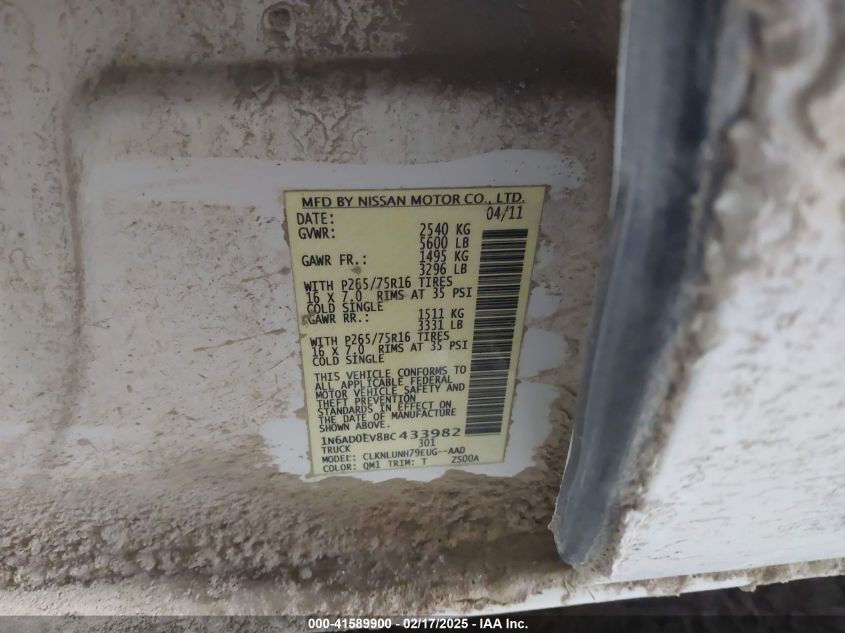 MFD BY NISSAN MOTOR CO., LTD.
DATE: 04/11
GVWR: 2540 KG
5600 LB
GAWR FR.: 1495 KG
3296 LB
WITH P265/75R16 TIRES
16 X 7.0 RIMS AT 35 PSI
COLD SINGLE
GAWR RR.: 1511 KG
3331 LB
WITH P265/75R16 TIRES
16 X 7.0 RIMS AT 35 PSI
COLD SINGLE
THIS VEHICLE CONFORMS TO
ALL APPLICABLE FEDERAL
MOTOR VEHICLE SAFETY AND
THEFT PREVENTION
STANDARDS IN EFFECT ON
THE DATE OF MANUFACTURE
SHOWN ABOVE.
1N6AD0EV8BC433982
TRUCK 301
MODEL: CLKNLUNH79EUG--AAD
COLOR: QM1 TRIM: T ZS00A
000-41589900 - 02/17/2025 - IAA Inc.